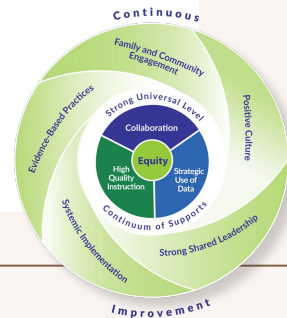 Continuous
Family and Community
Engagement
Positive Culture
Evidence-Based Practices
Strong Universal Level
Collaboration
Equity
High
Quality
Instruction
Strategic
Use of
Data
Continuum of Supports
Strong Shared Leadership
Systemic Implementation
Improvement